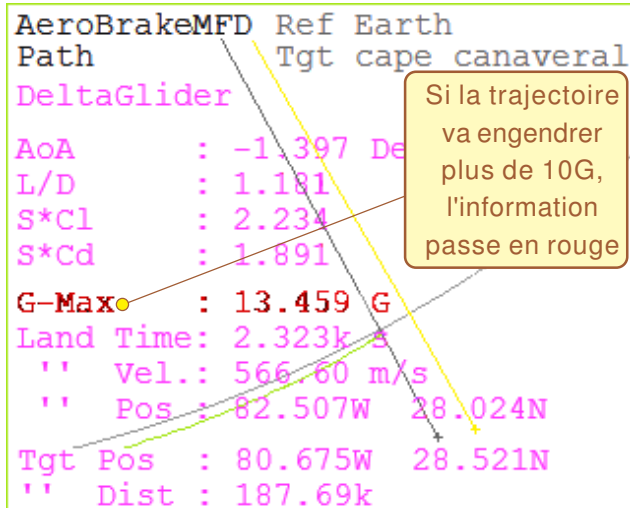 AeroBrakeMFD Ref Earth
Path Tgt cape canaveral
DeltaGlider
Si la trajectoire
va engendrer
plus de 10G,
l'information
passe en rouge
AoA : -1.397 De
L/D : 1.181
S*Cl : 2.234
S*Cd : 1.891
G-Max : 13.459 G
Land Time: 2.323k s
'' Vel.: 566.60 m/s
'' Pos : 82.507W 28.024N
Tgt Pos : 80.675W 28.521N
'' Dist : 187.69k